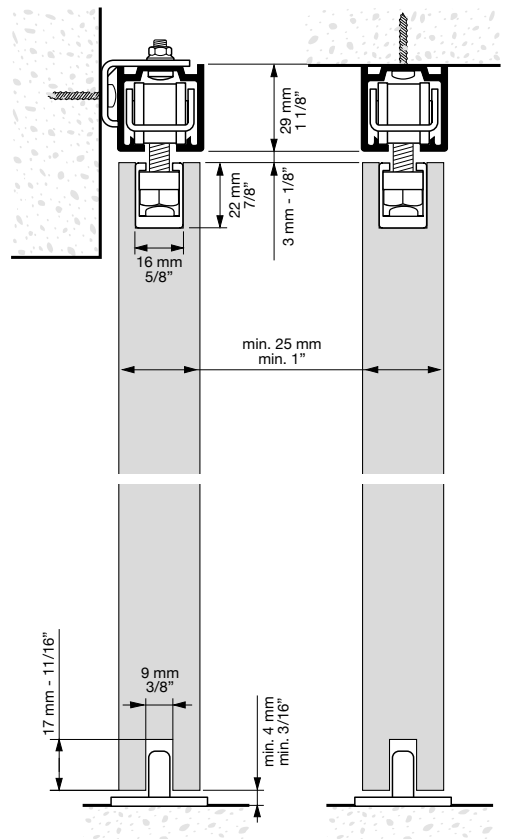 29 mm
1 1/8”
3 mm - 1/8”
22 mm
7/8”
16 mm
5/8”
min. 25 mm
min. 1”
17 mm - 11/16”
9 mm
3/8”
min. 4 mm
min. 3/16”